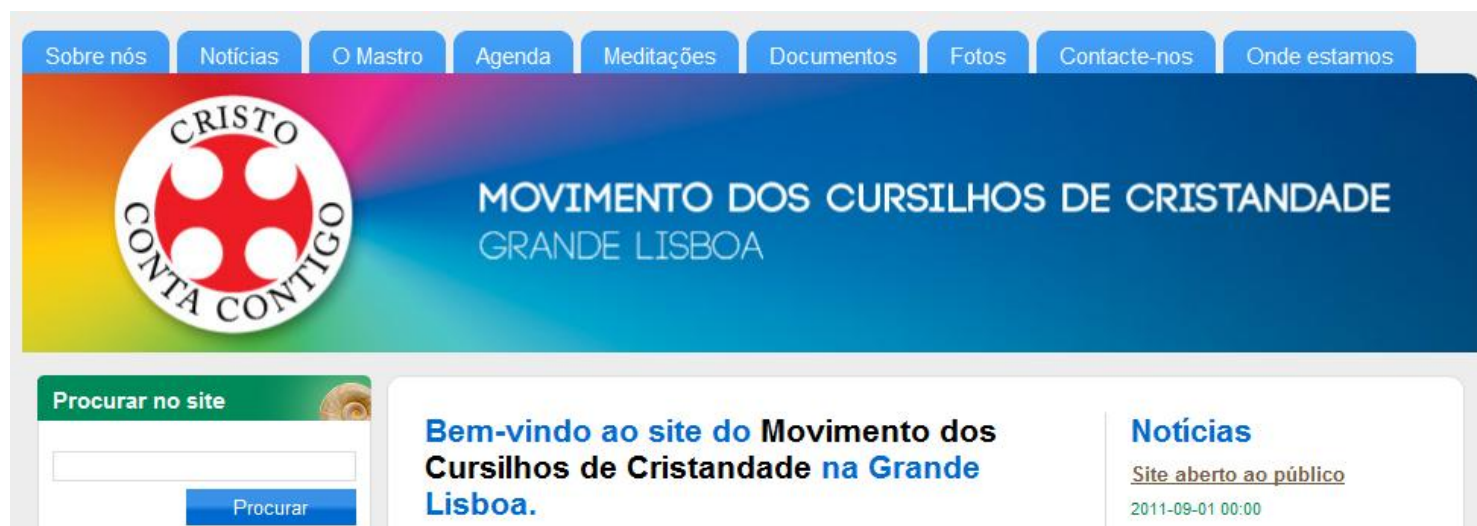 Sobre nós
Notícias
O Mastro
Agenda
Meditações
Documentos
Fotos
Contacte-nos
Onde estamos
CRISTO
CONTA CONTIGO
MOVIMENTO DOS CURSILHOS DE CRISTANDADE
GRANDE LISBOA
Procurar no site
Procurar
Bem-vindo ao site do Movimento dos
Cursilhos de Cristandade na Grande
Lisboa.
Notícias
Site aberto ao público
2011-09-01 00:00